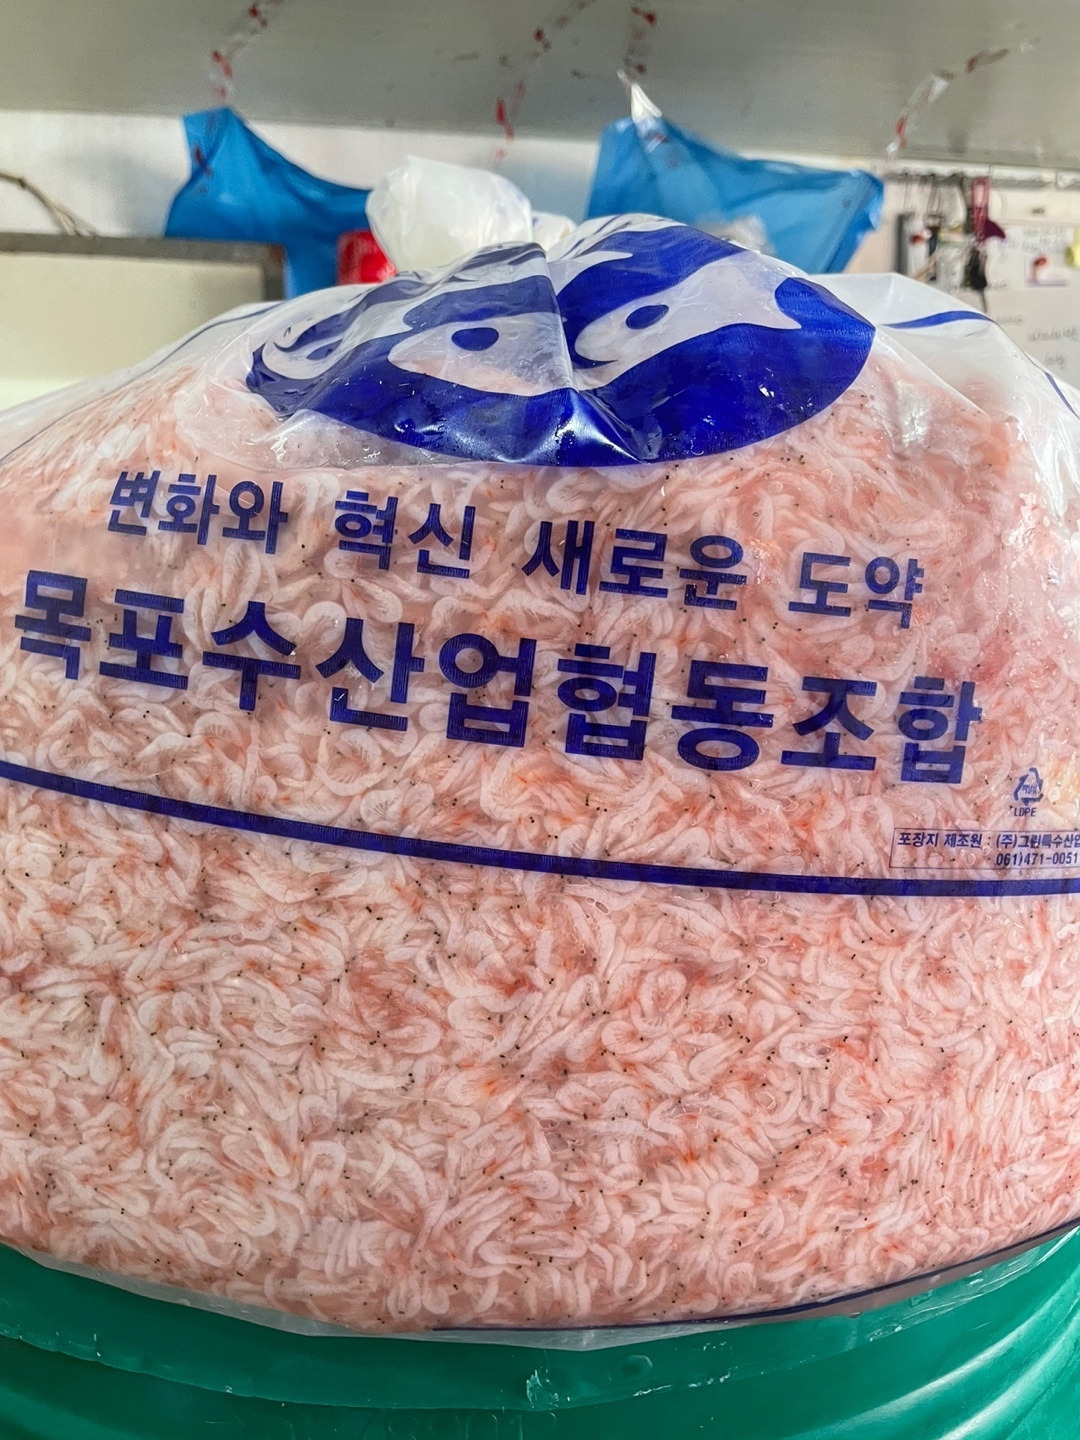 변화와 혁신 새로운 도약
목포수산업협동조합
LDPE
포장지 제조원 : (주)그린특수산업
061)471-0051